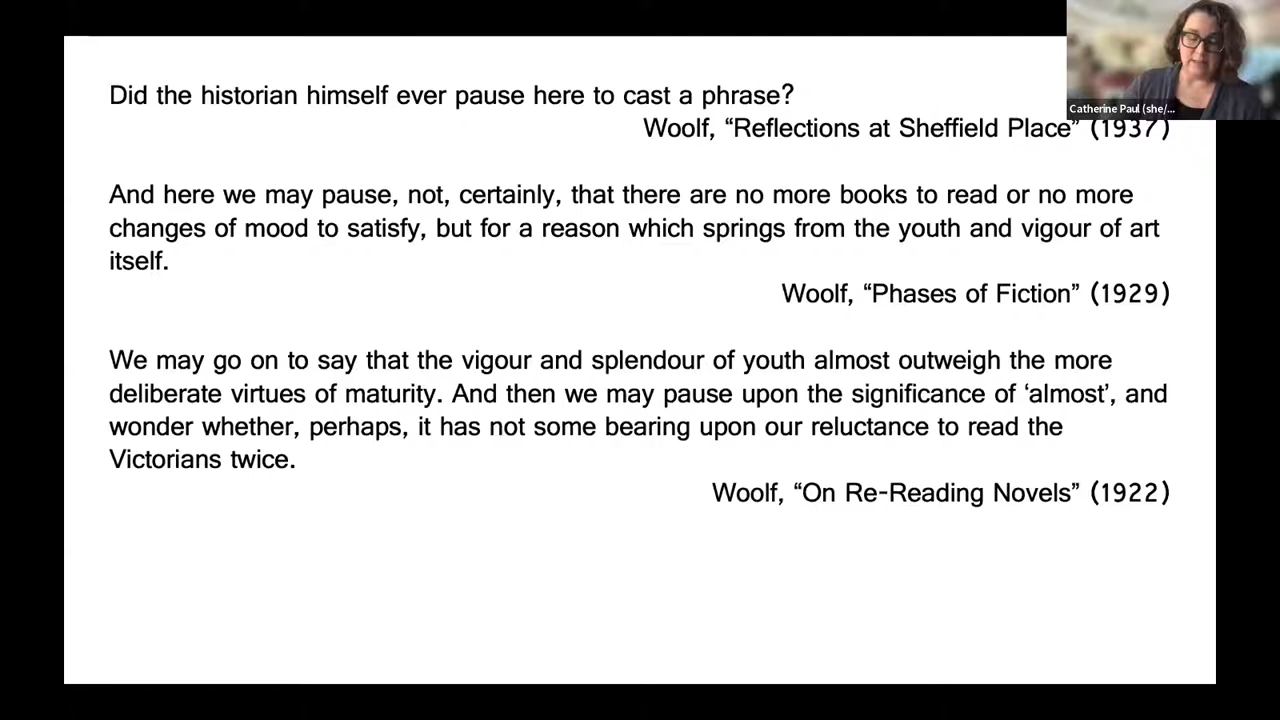 Did the historian himself ever pause here to cast a phrase?
Catherine Paul (she/...
Woolf, “Reflections at Sheffield Place” (1937)
And here we may pause, not, certainly, that there are no more books to read or no more
changes of mood to satisfy, but for a reason which springs from the youth and vigour of art
itself.
Woolf, “Phases of Fiction” (1929)
We may go on to say that the vigour and splendour of youth almost outweigh the more
deliberate virtues of maturity. And then we may pause upon the significance of ‘almost’, and
wonder whether, perhaps, it has not some bearing upon our reluctance to read the
Victorians twice.
Woolf, “On Re-Reading Novels” (1922)